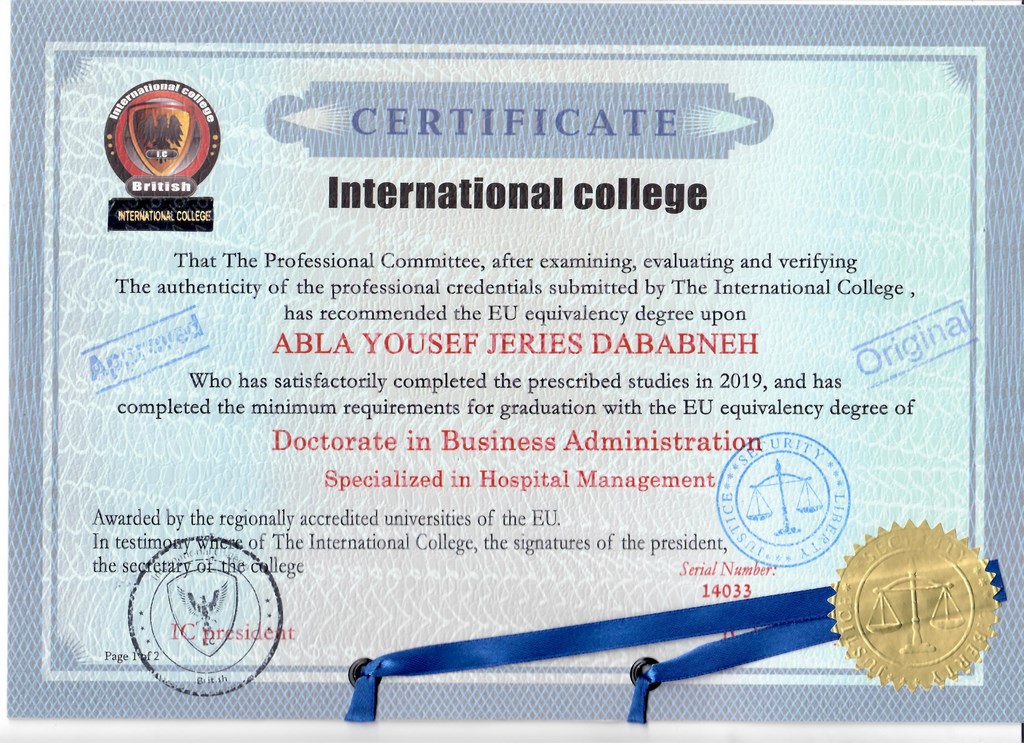 International college
I.C
British
INTERNATIONAL COLLEGE
CERTIFICATE
International college
That The Professional Committee, after examining, evaluating and verifying
The authenticity of the professional credentials submitted by The International College ,
has recommended the EU equivalency degree upon
Approved
ABLA YOUSEF JERIES DABABNEH
Original
Who has satisfactorily completed the prescribed studies in 2019, and has
completed the minimum requirements for graduation with the EU equivalency degree of
Doctorate in Business Administration
Specialized in Hospital Management
SECURITY
JUSTICE
LIBERTY
Awarded by the regionally accredited universities of the EU.
In testimony where of The International College, the signatures of the president,
the secretary of the college
Serial Number:
14033
IC president
Page 1 of 2
British
JUSTICE
LIBERTY